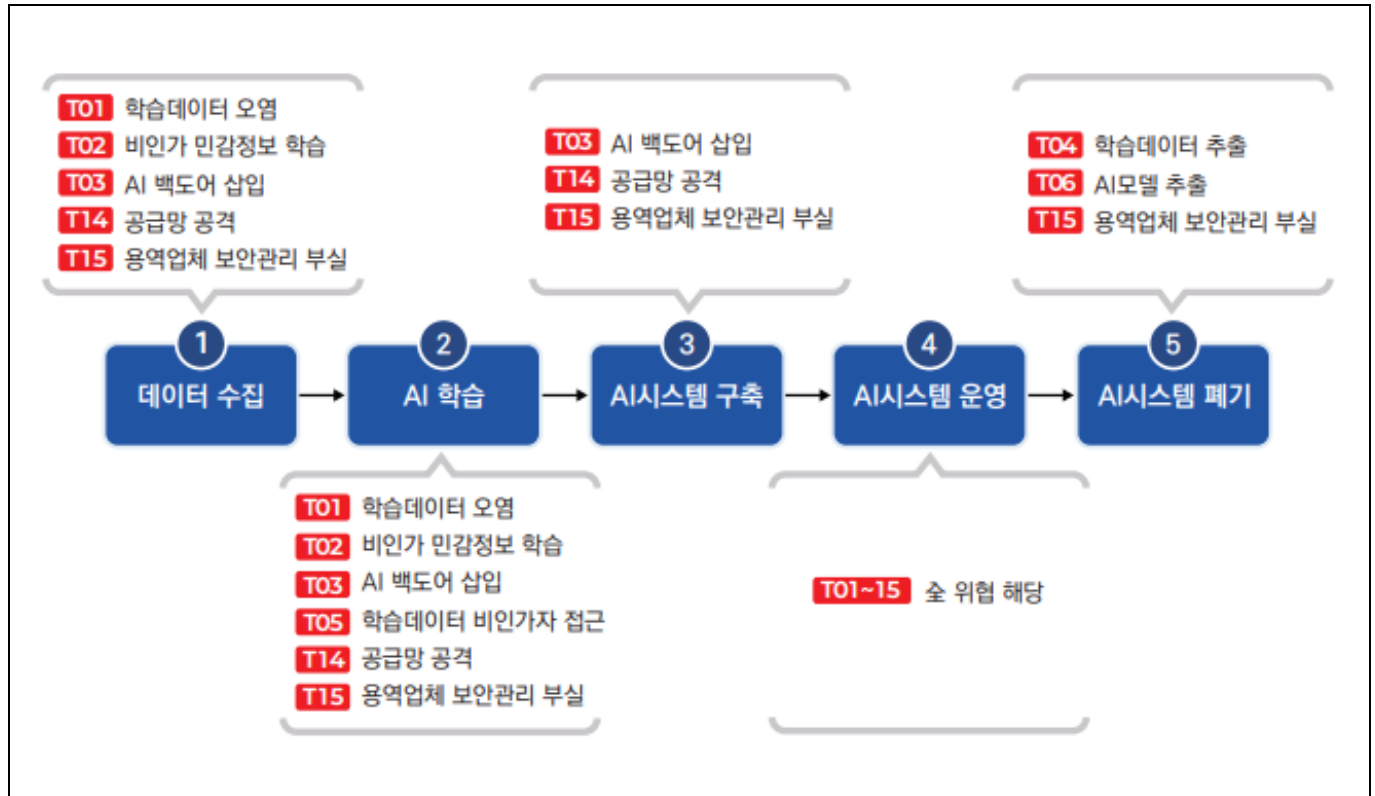 T01 학습데이터 오염
T02 비인가 민감정보 학습
T03 AI 백도어 삽입
T14 공급망 공격
T15 용역업체 보안관리 부실
T03 AI 백도어 삽입
T14 공급망 공격
T15 용역업체 보안관리 부실
T04 학습데이터 추출
T06 AI모델 추출
T15 용역업체 보안관리 부실
1
데이터 수집
2
AI 학습
3
AI시스템 구축
4
AI시스템 운영
5
AI시스템 폐기
T01 학습데이터 오염
T02 비인가 민감정보 학습
T03 AI 백도어 삽입
T05 학습데이터 비인가자 접근
T14 공급망 공격
T15 용역업체 보안관리 부실
T01~15 全 위협 해당